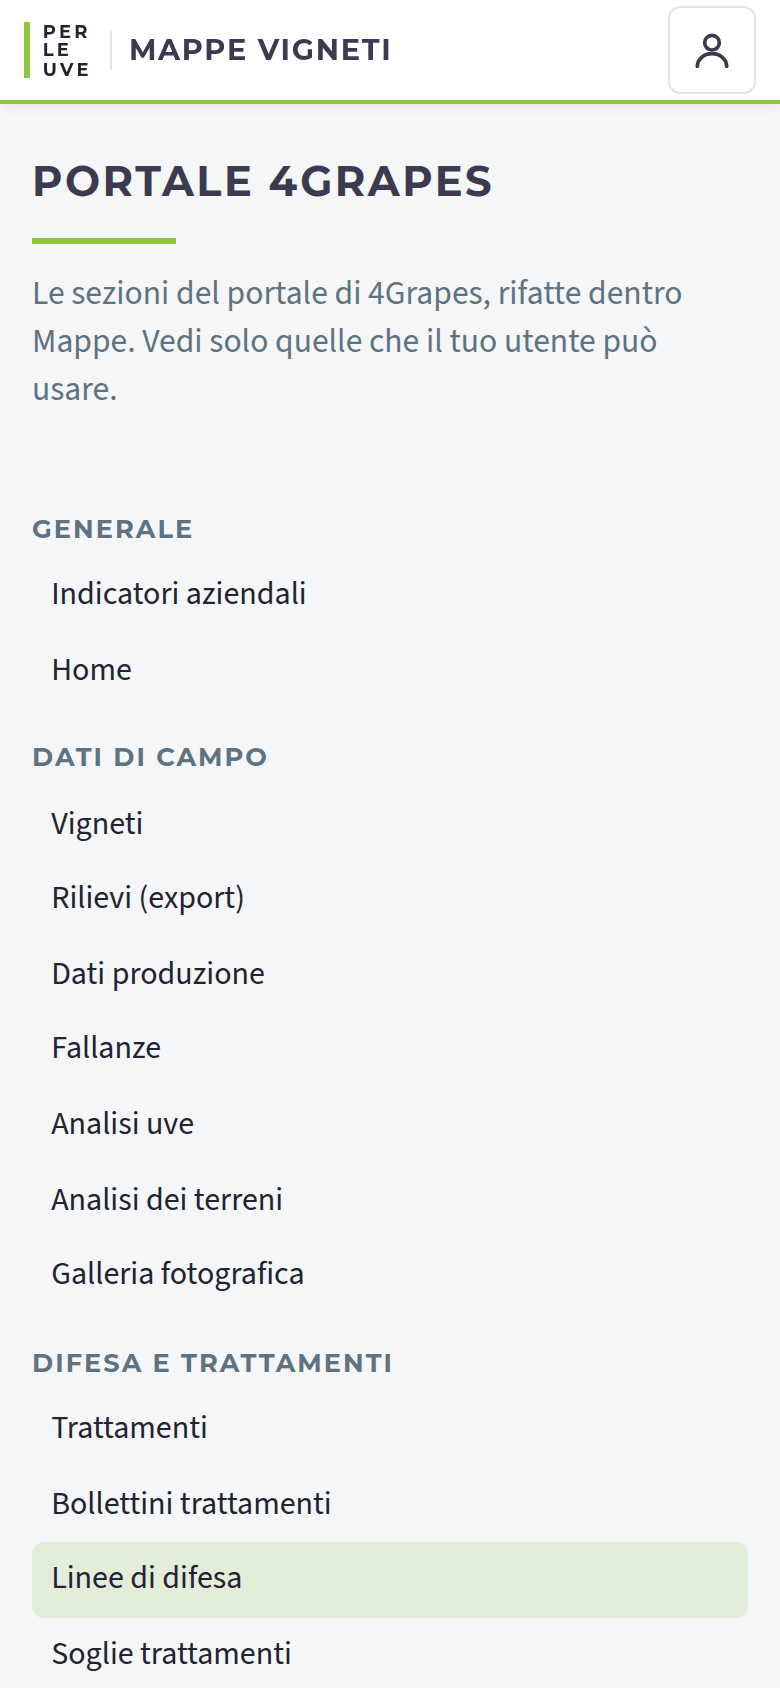 PER
LE
UVE
MAPPE VIGNETI
PORTALE 4GRAPES
Le sezioni del portale di 4Grapes, rifatte dentro
Mappe. Vedi solo quelle che il tuo utente può
usare.
GENERALE
Indicatori aziendali
Home
DATI DI CAMPO
Vigneti
Rilievi (export)
Dati produzione
Fallanze
Analisi uve
Analisi dei terreni
Galleria fotografica
DIFESA E TRATTAMENTI
Trattamenti
Bollettini trattamenti
Linee di difesa
Soglie trattamenti